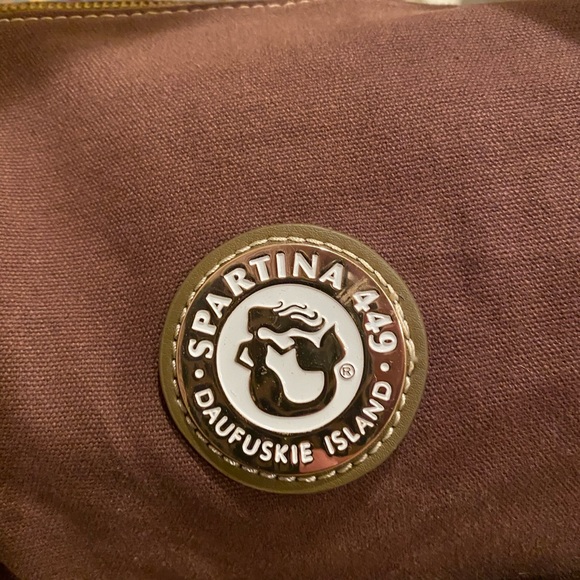 SPARTINA 449
DAUFUSKIE ISLAND
®